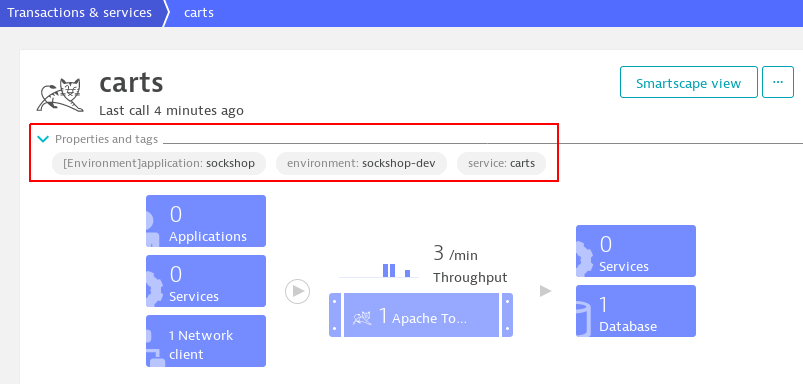 Transactions & services carts
carts
Last call 4 minutes ago
Smartscape view ...
Properties and tags
[Environment]application: sockshop environment: sockshop-dev service: carts
0
Applications
0
Services
1 Network
client
3 /min
Throughput
1 Apache To...
0
Services
1
Database